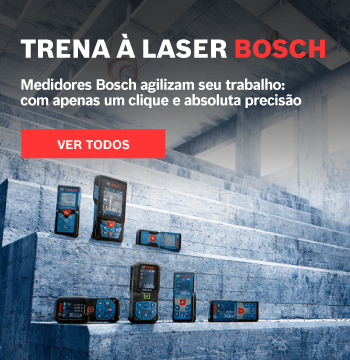 TRENA À LASER BOSCH
Medidores Bosch agilizam seu trabalho:
com apenas um clique e absoluta precisão
VER TODOS